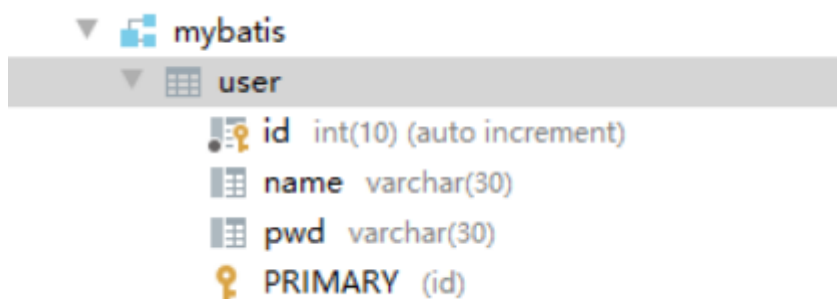 mybatis
user
id int(10) (auto increment)
name varchar(30)
pwd varchar(30)
PRIMARY (id)